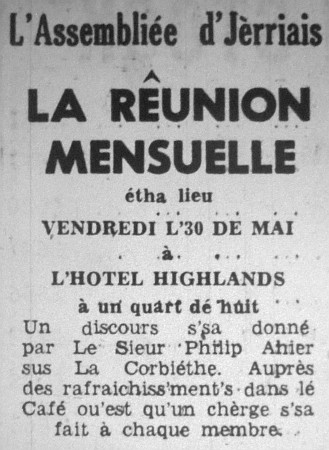 L'Assembliée d'Jèrriais
LA RÊUNION
MENSUELLE
étha lieu
VENDREDI L'30 DE MAI
à
L'HOTEL HIGHLANDS
à un quart dé huit
Un discours s'sa donné
par Le Sieur Philip Ahier
sus La Corbiéthe. Auprès
des rafraichiss'ment's dans lé
Café ou'est qu'un chèrge s'sa
fait à chaque membre.